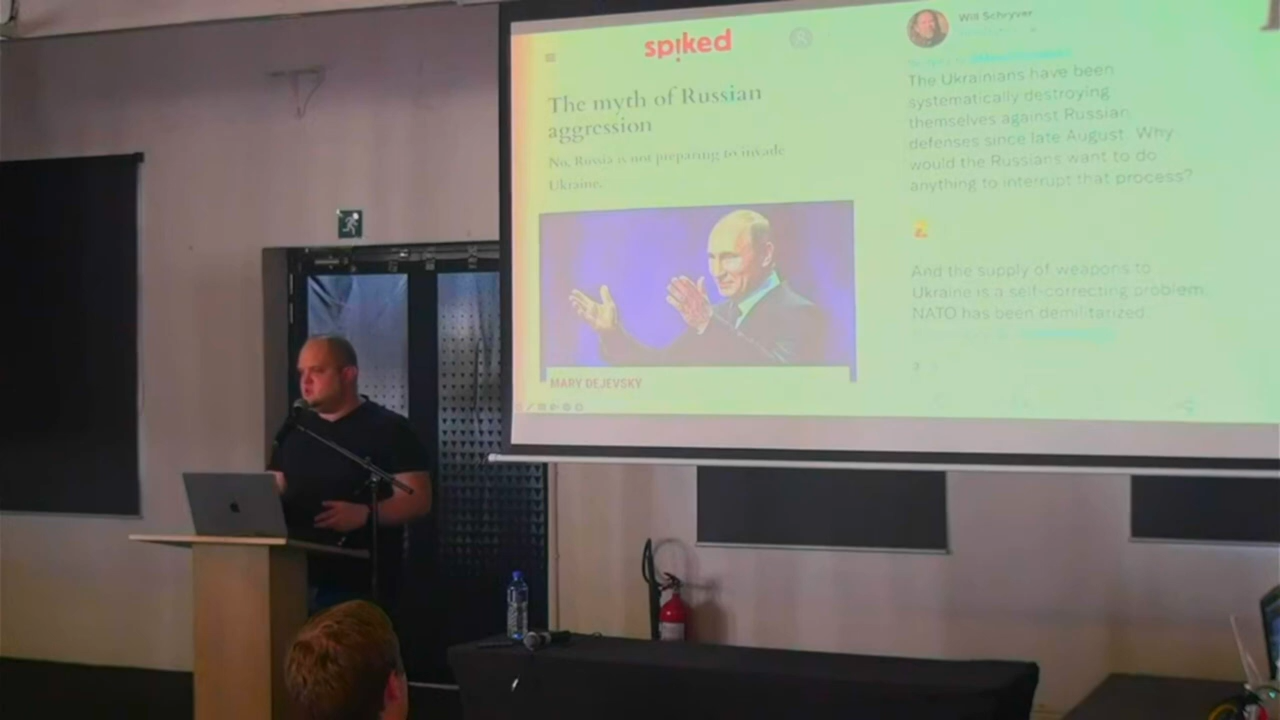 spiked
The myth of Russian
aggression
No, Russia is not preparing to invade
Ukraine.
MARY DEJEVSKY
Will Schryver
The Ukrainians have been
systematically destroying
themselves against Russian
defenses since late August. Why
would the Russians want to do
anything to interrupt that process?
2
And the supply of weapons to
Ukraine is a self-correcting problem.
NATO has been demilitarized.